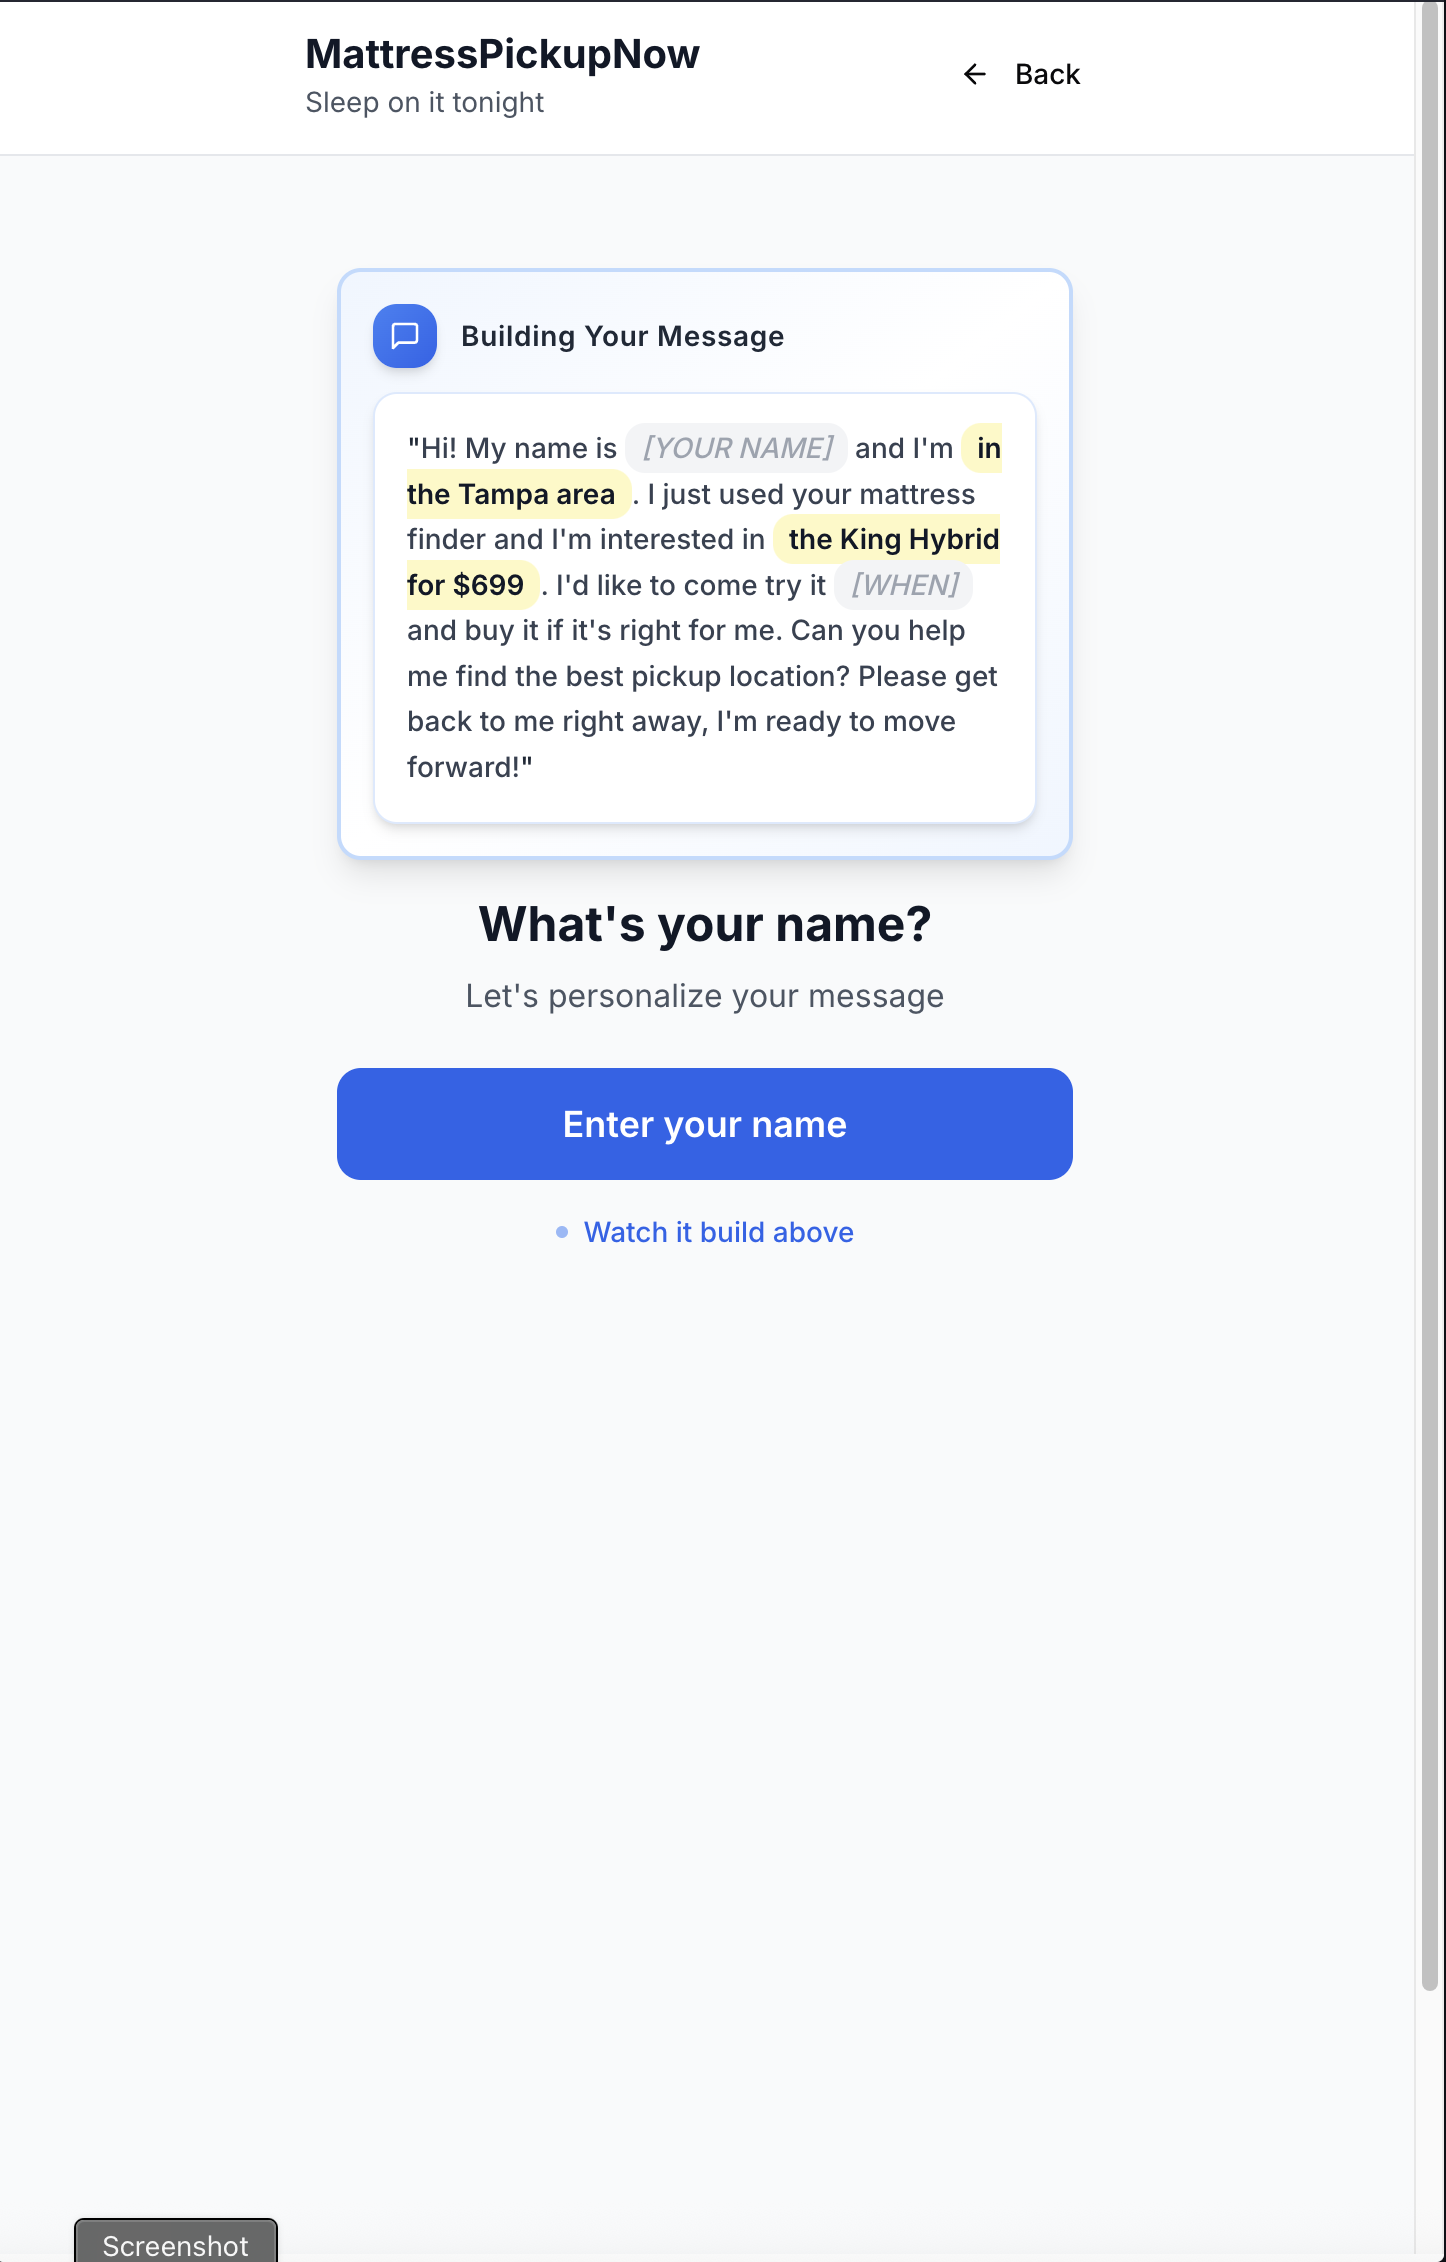 MattressPickupNow
Sleep on it tonight
Back
Building Your Message
"Hi! My name is [YOUR NAME] and I'm in
the Tampa area . I just used your mattress
finder and I'm interested in the King Hybrid
for $699 . I'd like to come try it [WHEN]
and buy it if it's right for me. Can you help
me find the best pickup location? Please get
back to me right away, I'm ready to move
forward!"
What's your name?
Let's personalize your message
Enter your name
Watch it build above
Screenshot